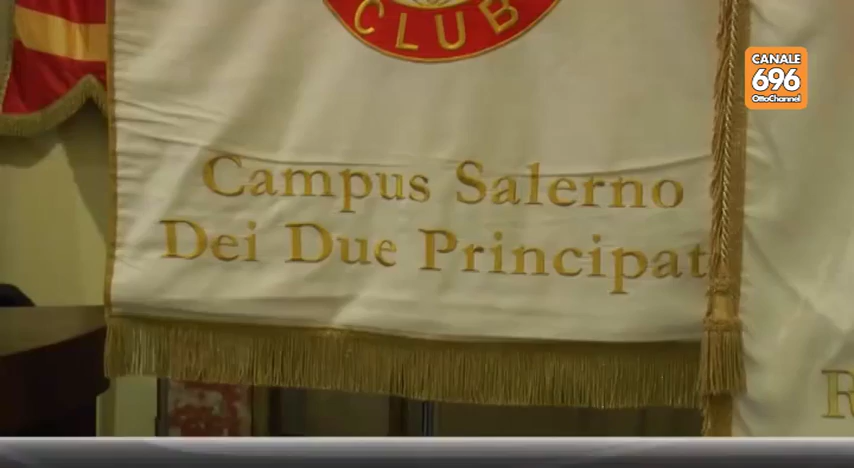 CLUB
CANALE
696
OttoChannel
Campus Salerno
Dei Due Principat
R